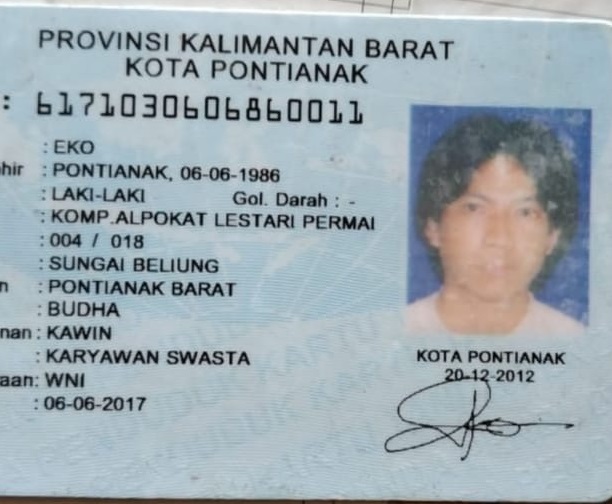 PROVINSI KALIMANTAN BARAT
KOTA PONTIANAK
: 6171030606860011
: EKO
hir : PONTIANAK, 06-06-1986
: LAKI-LAKI Gol. Darah : -
: KOMP.ALPOKAT LESTARI PERMAI
: 004 / 018
: SUNGAI BELIUNG
n : PONTIANAK BARAT
: BUDHA
nan : KAWIN
: KARYAWAN SWASTA
aan: WNI
: 06-06-2017
KOTA PONTIANAK
20-12-2012